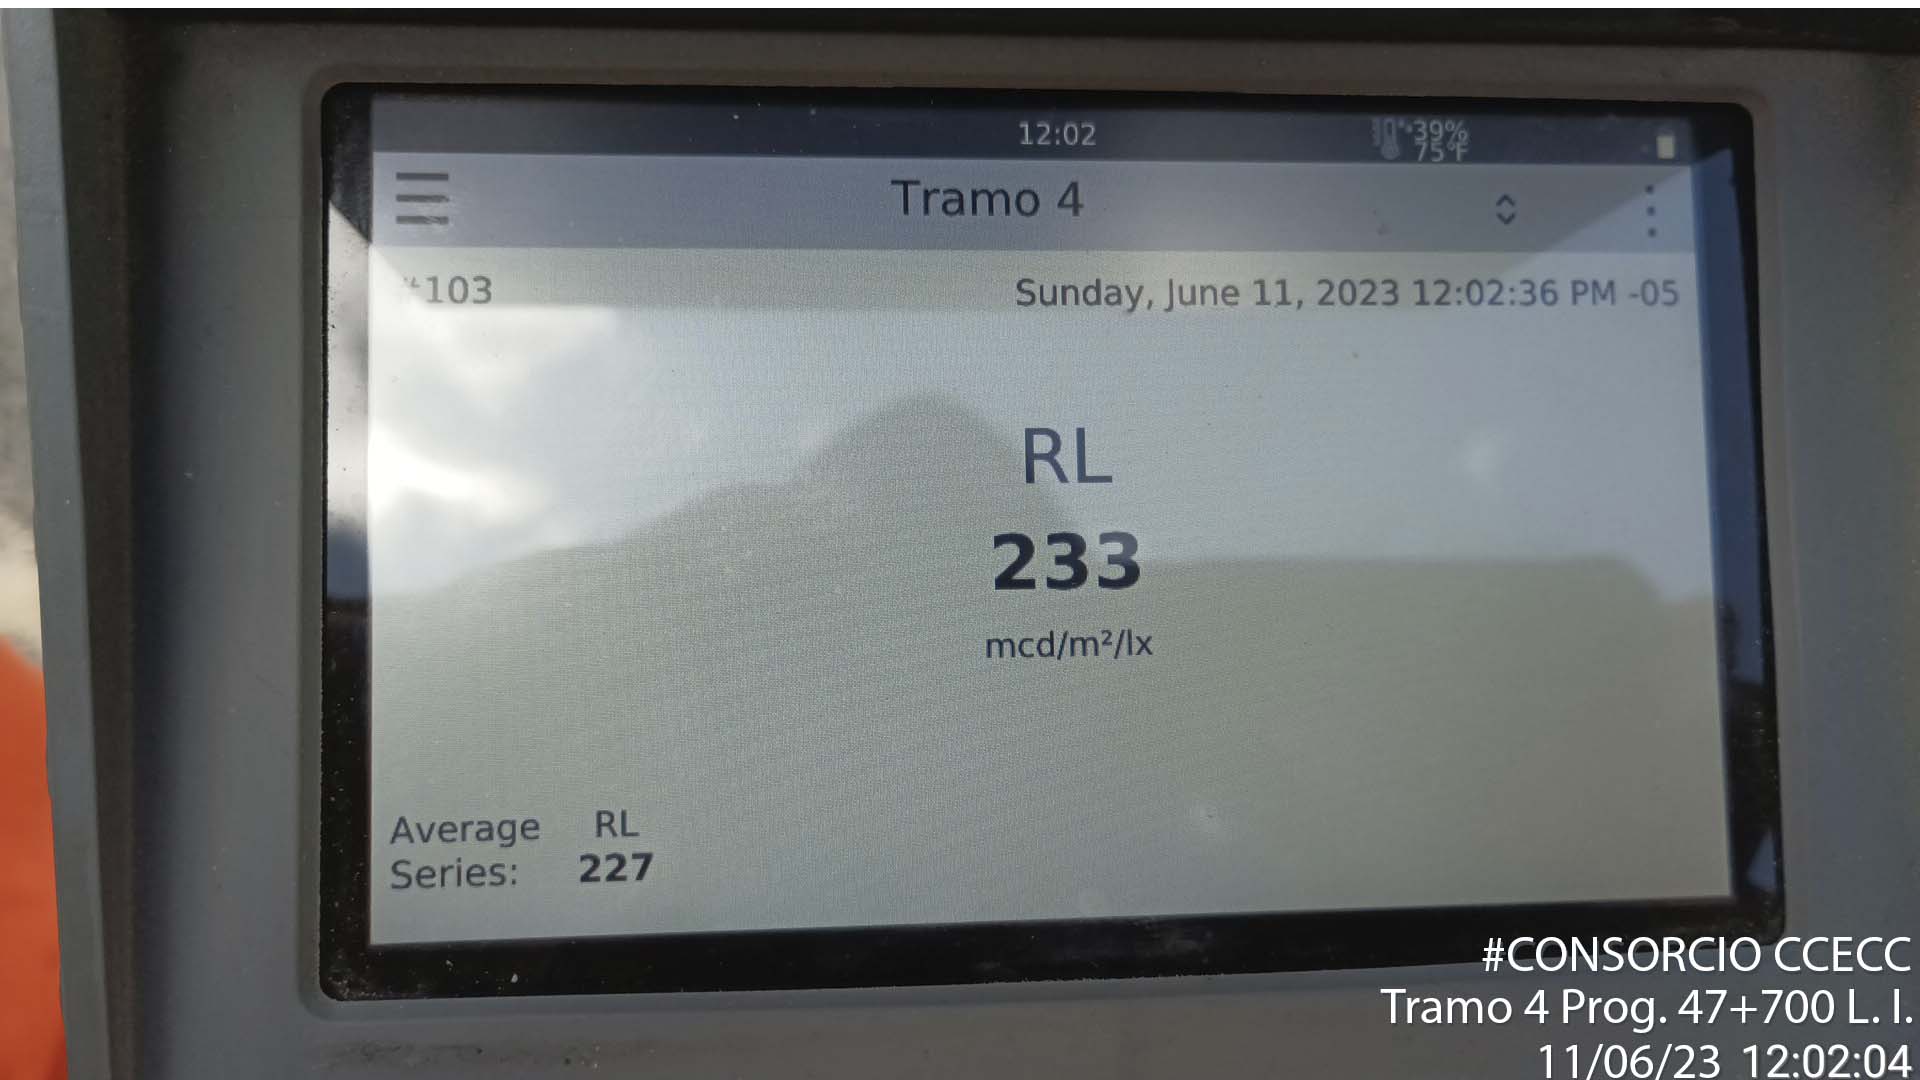 12:02
39%
75°F
Tramo 4
#103
Sunday, June 11, 2023 12:02:36 PM -05
RL
233
mcd/m²/lx
Average RL
Series: 227
#CONSORCIO CCECC
Tramo 4 Prog. 47+700 L. I.
11/06/23 12:02:04